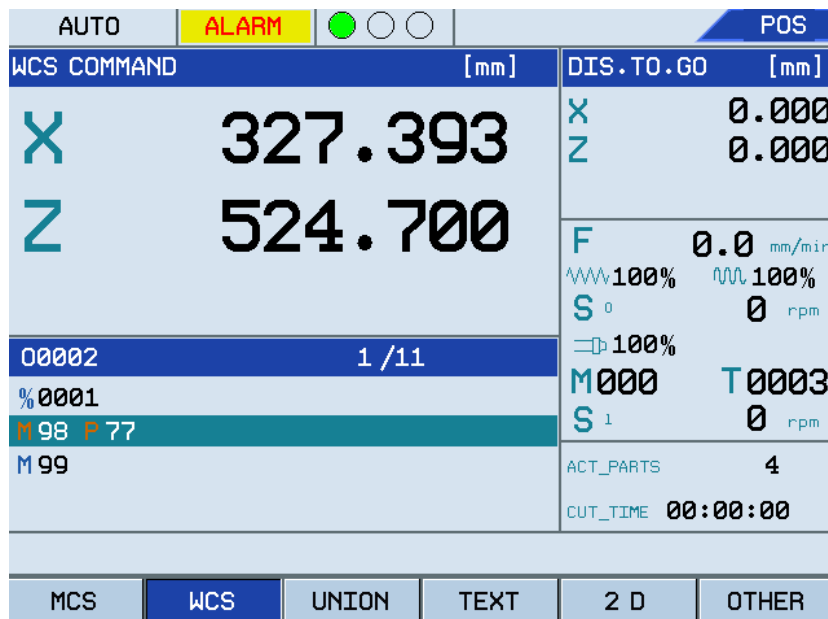 AUTO ALARM POS
WCS COMMAND [mm]
X 327.393
Z 524.700
DIS.TO.GO [mm]
X 0.000
Z 0.000
F 0.0 mm/min
100% 100%
S 0 0 rpm
100%
M000 T0003
S 1 0 rpm
ACT_PARTS 4
CUT_TIME 00:00:00
O0002 1/11
%0001
M98 P77
M99
MCS WCS UNION TEXT 2 D OTHER